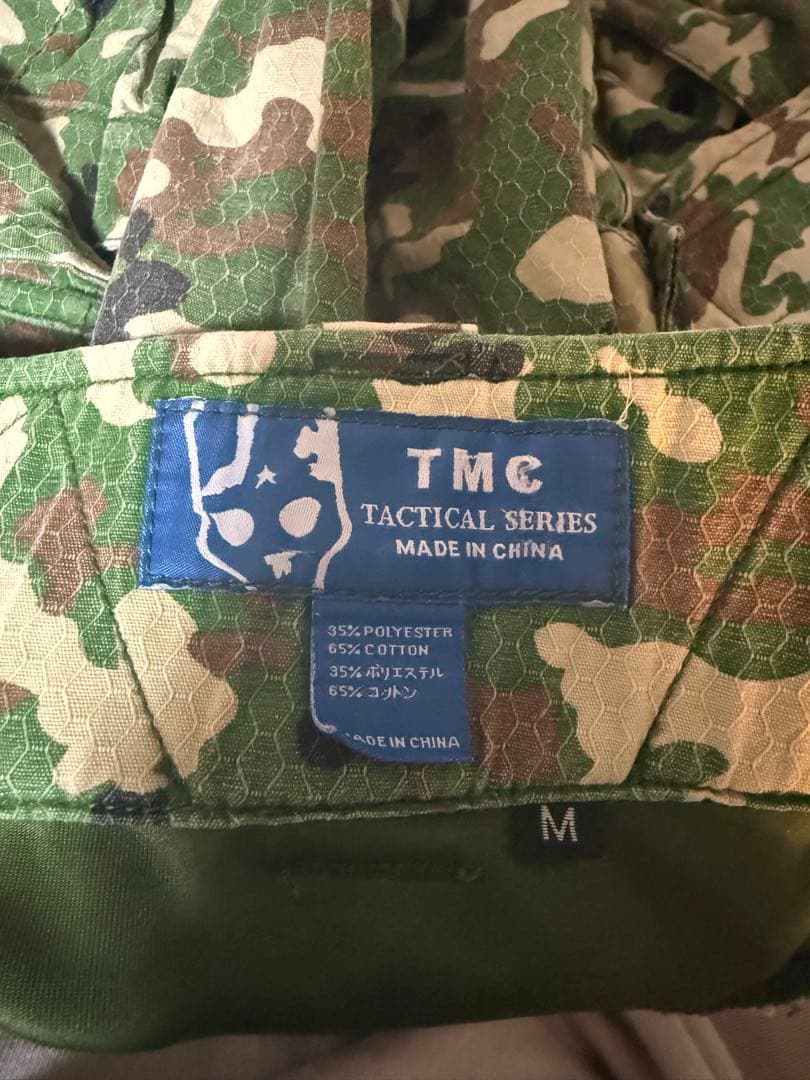 TMC
TACTICAL SERIES
MADE IN CHINA
35% POLYESTER
65% COTTON
35% ポリエステル
65% コットン
MADE IN CHINA
M